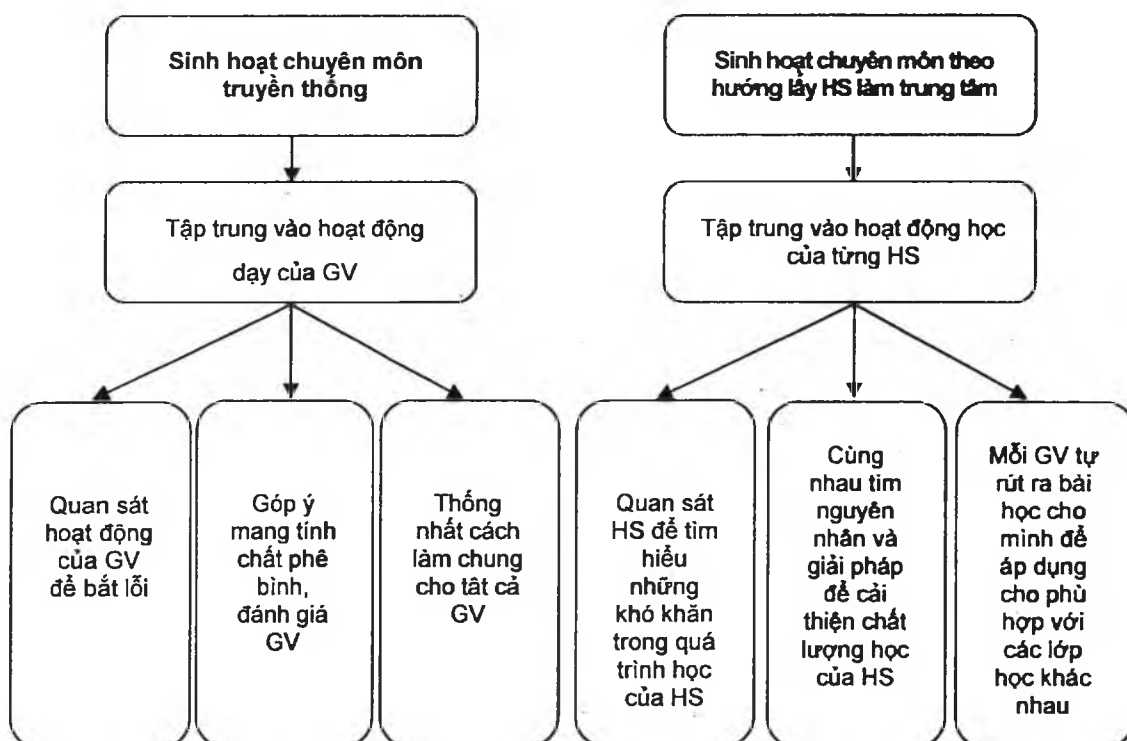 Sinh hoạt chuyên môn
truyền thống
Tập trung vào hoạt động
dạy của GV
Quan sát
hoạt động
của GV
để bắt lỗi
Góp ý
mang tính
chất phê
bình,
đánh giá
GV
Thống
nhất cách
làm chung
cho tât cả
GV
Sinh hoạt chuyên môn theo
hướng lấy HS làm trung tâm
Tập trung vào hoạt động học
của từng HS
Quan sát
HS để tìm
hiểu
những
khó khăn
trong quá
trình học
của HS
Cùng
nhau tìm
nguyên
nhân và
giải pháp
để cải
thiện chất
lượng học
của HS
Mỗi GV tự
rút ra bài
học cho
mình để
áp dụng
cho phù
hợp với
các lớp
học khác
nhau